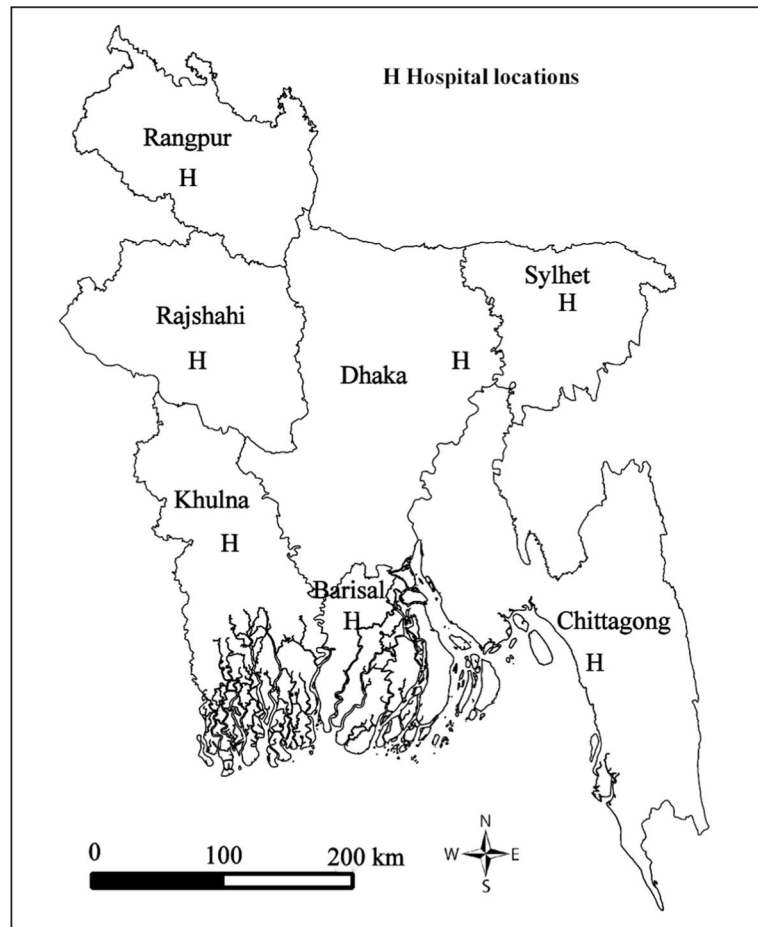 H Hospital locations
Rangpur
H
Sylhet
H
Rajshahi
H
Dhaka
H
Khulna
H
Barisal
H
Chittagong
H
N
W E
S
0 100 200 km